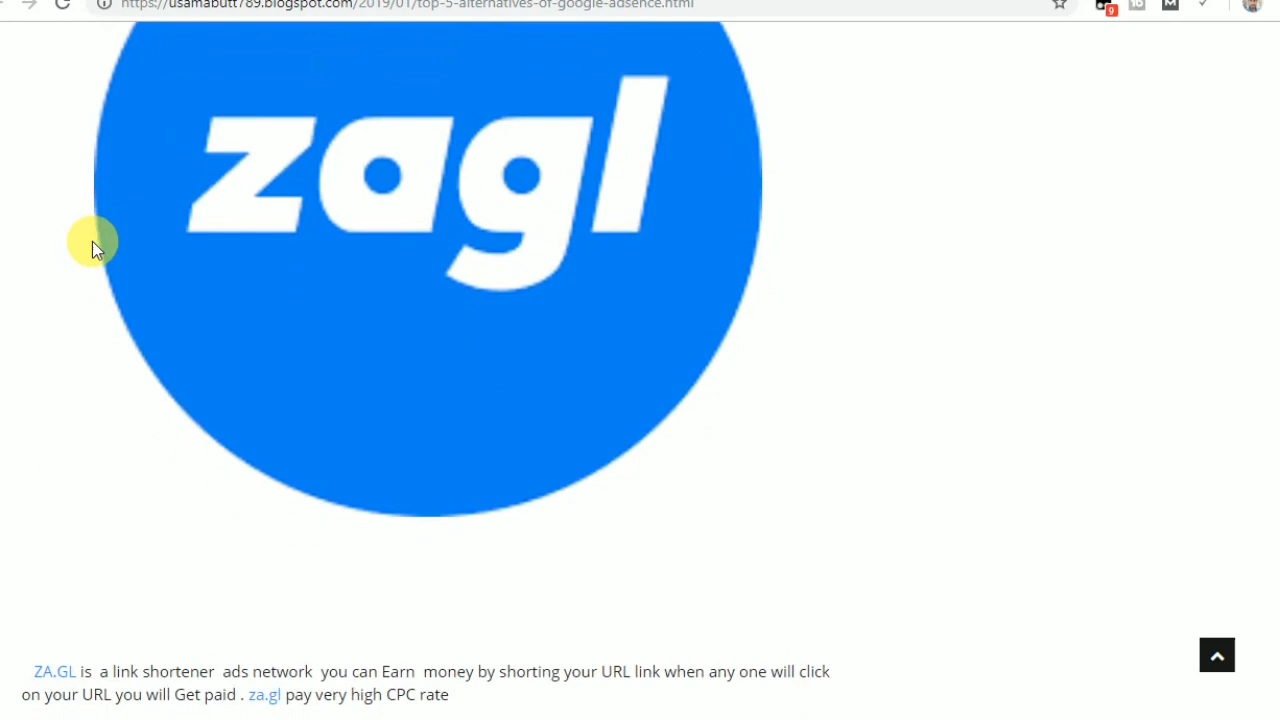 https://usamabutt789.blogspot.com/2019/01/top-5-alternatives-of-google-adsence.html
9
M
zagl
ZA.GL is a link shortener ads network you can Earn money by shorting your URL link when any one will click
on your URL you will Get paid . za.gl pay very high CPC rate